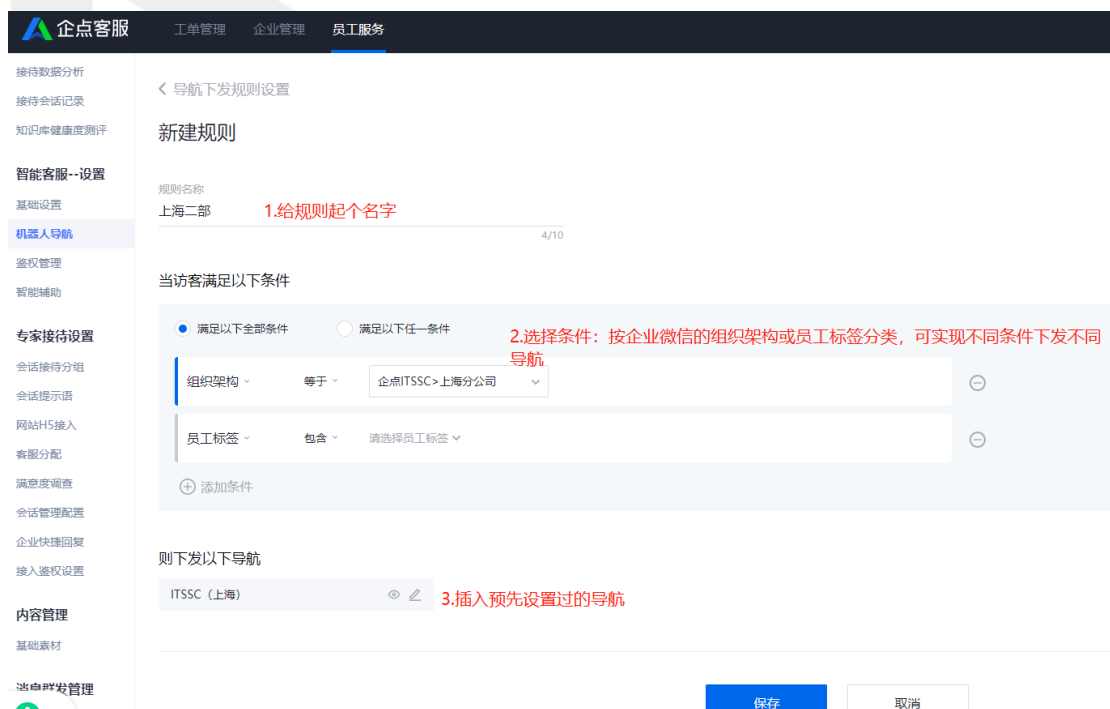 企点客服
工单管理
企业管理
员工服务
接待数据分析
接待会话记录
知识库健康度测评
智能客服--设置
基础设置
机器人导航
鉴权管理
智能辅助
专家接待设置
会话接待分组
会话提示语
网站H5接入
客服分配
满意度调查
会话管理配置
企业快捷回复
接入鉴权设置
内容管理
基础素材
消息群发管理
导航下发规则设置
新建规则
规则名称
上海二部
1.给规则起个名字
4/10
当访客满足以下条件
满足以下全部条件
满足以下任一条件
2.选择条件：按企业微信的组织架构或员工标签分类，可实现不同条件下发不同
导航
组织架构
等于
企点ITSSC>上海分公司
员工标签
包含
请选择员工标签
添加条件
则下发以下导航
ITSSC（上海）
3.插入预先设置过的导航
保存
取消